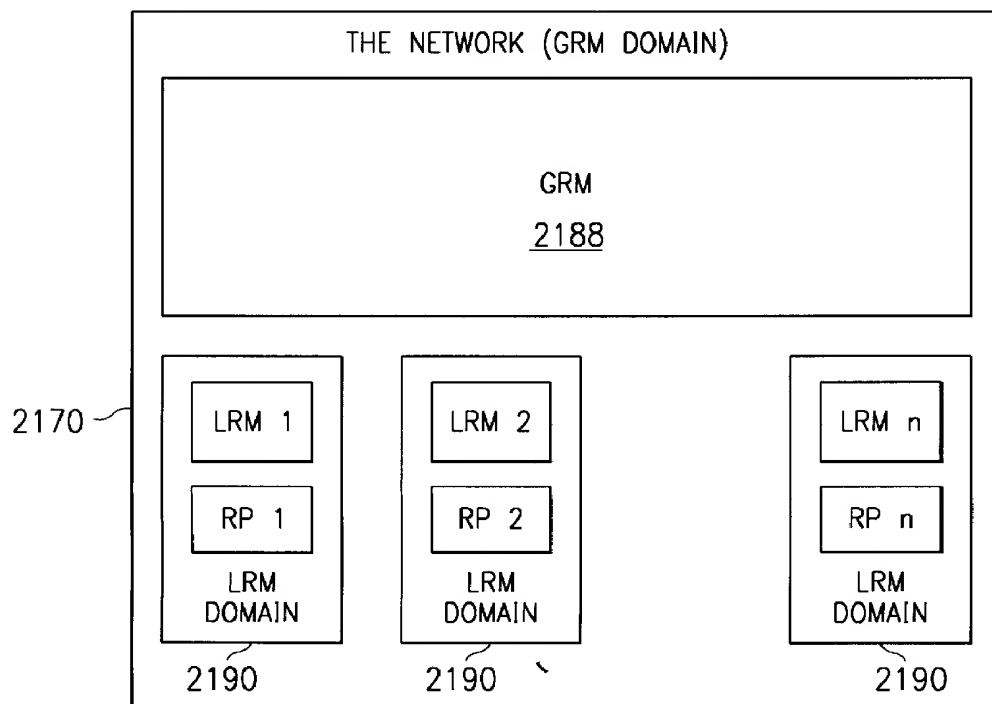 THE NETWORK (GRM DOMAIN)
GRM
2188
2170
LRM 1
LRM 2
LRM n
RP 1
RP 2
RP n
LRM DOMAIN
LRM DOMAIN
LRM DOMAIN
2190
2190
2190